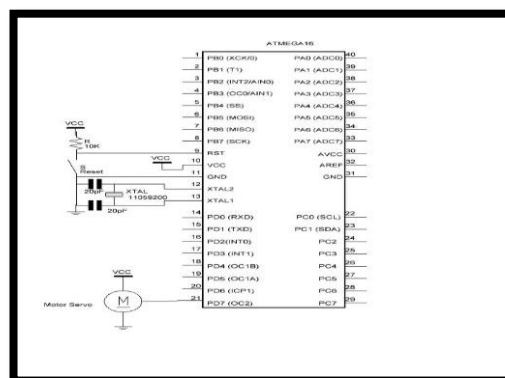 ATMEGA16
1 PB0 (XCK/0) PA0 (ADC0) 40
2 PB1 (T1) PA1 (ADC1) 39
3 PB2 (INT2/AIN0) PA2 (ADC2) 38
4 PB3 (OC0/AIN1) PA3 (ADC3) 37
5 PB4 (SS) PA4 (ADC4) 36
6 PB5 (MOSI) PA5 (ADC5) 35
7 PB6 (MISO) PA6 (ADC6) 34
8 PB7 (SCK) PA7 (ADC7) 33
9 RST AVCC 30
10 VCC AREF 32
11 GND GND 31
12 XTAL2
13 XTAL1
14 PD0 (RXD) PC0 (SCL) 22
15 PD1 (TXD) PC1 (SDA) 23
16 PD2(INT0) PC2 24
17 PD3 (INT1) PC3 25
18 PD4 (OC1B) PC4 26
19 PD5 (OC1A) PC5 27
20 PD6 (ICP1) PC6 28
21 PD7 (OC2) PC7 29
VCC
R
10K
VCC
S
Reset
20pF
XTAL
11059200
20pF
VCC
Motor Servo
M